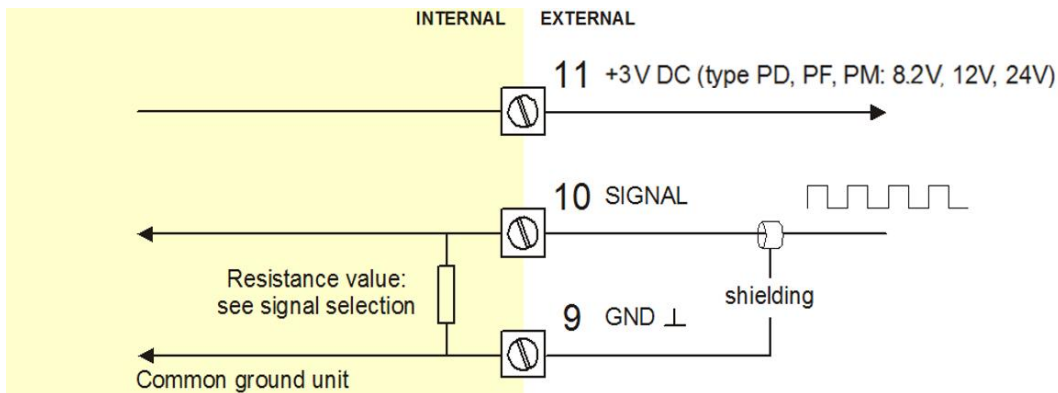 INTERNAL EXTERNAL
11 +3V DC (type PD, PF, PM: 8.2V, 12V, 24V)
10 SIGNAL
Resistance value:
see signal selection
shielding
9 GND ⊥
Common ground unit